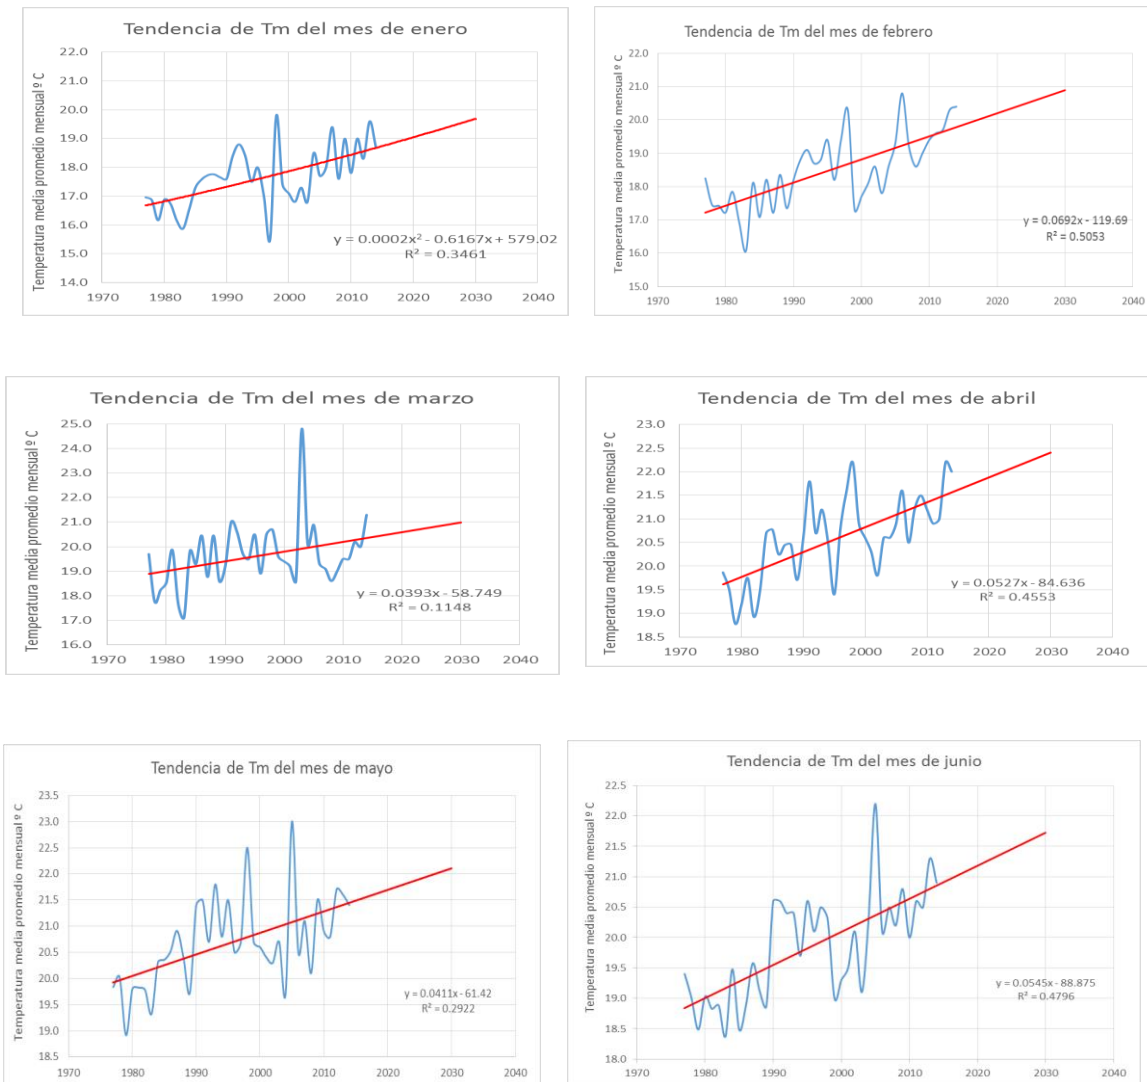 Tendencia de Tm del mes de enero
Temperatura media promedio mensual º C
22.0
21.0
20.0
19.0
18.0
17.0
16.0
15.0
14.0
1970 1980 1990 2000 2010 2020 2030 2040
y = 0.0002x² - 0.6167x + 579.02
R² = 0.3461
Tendencia de Tm del mes de febrero
Temperatura media promedio mensual º C
22.0
21.0
20.0
19.0
18.0
17.0
16.0
15.0
1970 1980 1990 2000 2010 2020 2030 2040
y = 0.0692x - 119.69
R² = 0.5053
Tendencia de Tm del mes de marzo
Temperatura media promedio mensual º C
25.0
24.0
23.0
22.0
21.0
20.0
19.0
18.0
17.0
16.0
1970 1980 1990 2000 2010 2020 2030 2040
y = 0.0393x - 58.749
R² = 0.1148
Tendencia de Tm del mes de abril
Temperatura media promedio mensual º C
23.0
22.5
22.0
21.5
21.0
20.5
20.0
19.5
19.0
18.5
1970 1980 1990 2000 2010 2020 2030 2040
y = 0.0527x - 84.636
R² = 0.4553
Tendencia de Tm del mes de mayo
Temperatura media promedio mensual º C
23.5
23.0
22.5
22.0
21.5
21.0
20.5
20.0
19.5
19.0
18.5
1970 1980 1990 2000 2010 2020 2030 2040
y = 0.0411x - 61.42
R² = 0.2922
Tendencia de Tm del mes de junio
Temperatura media promedio mensual º C
22.5
22.0
21.5
21.0
20.5
20.0
19.5
19.0
18.5
18.0
1970 1980 1990 2000 2010 2020 2030 2040
y = 0.0545x - 88.875
R² = 0.4796